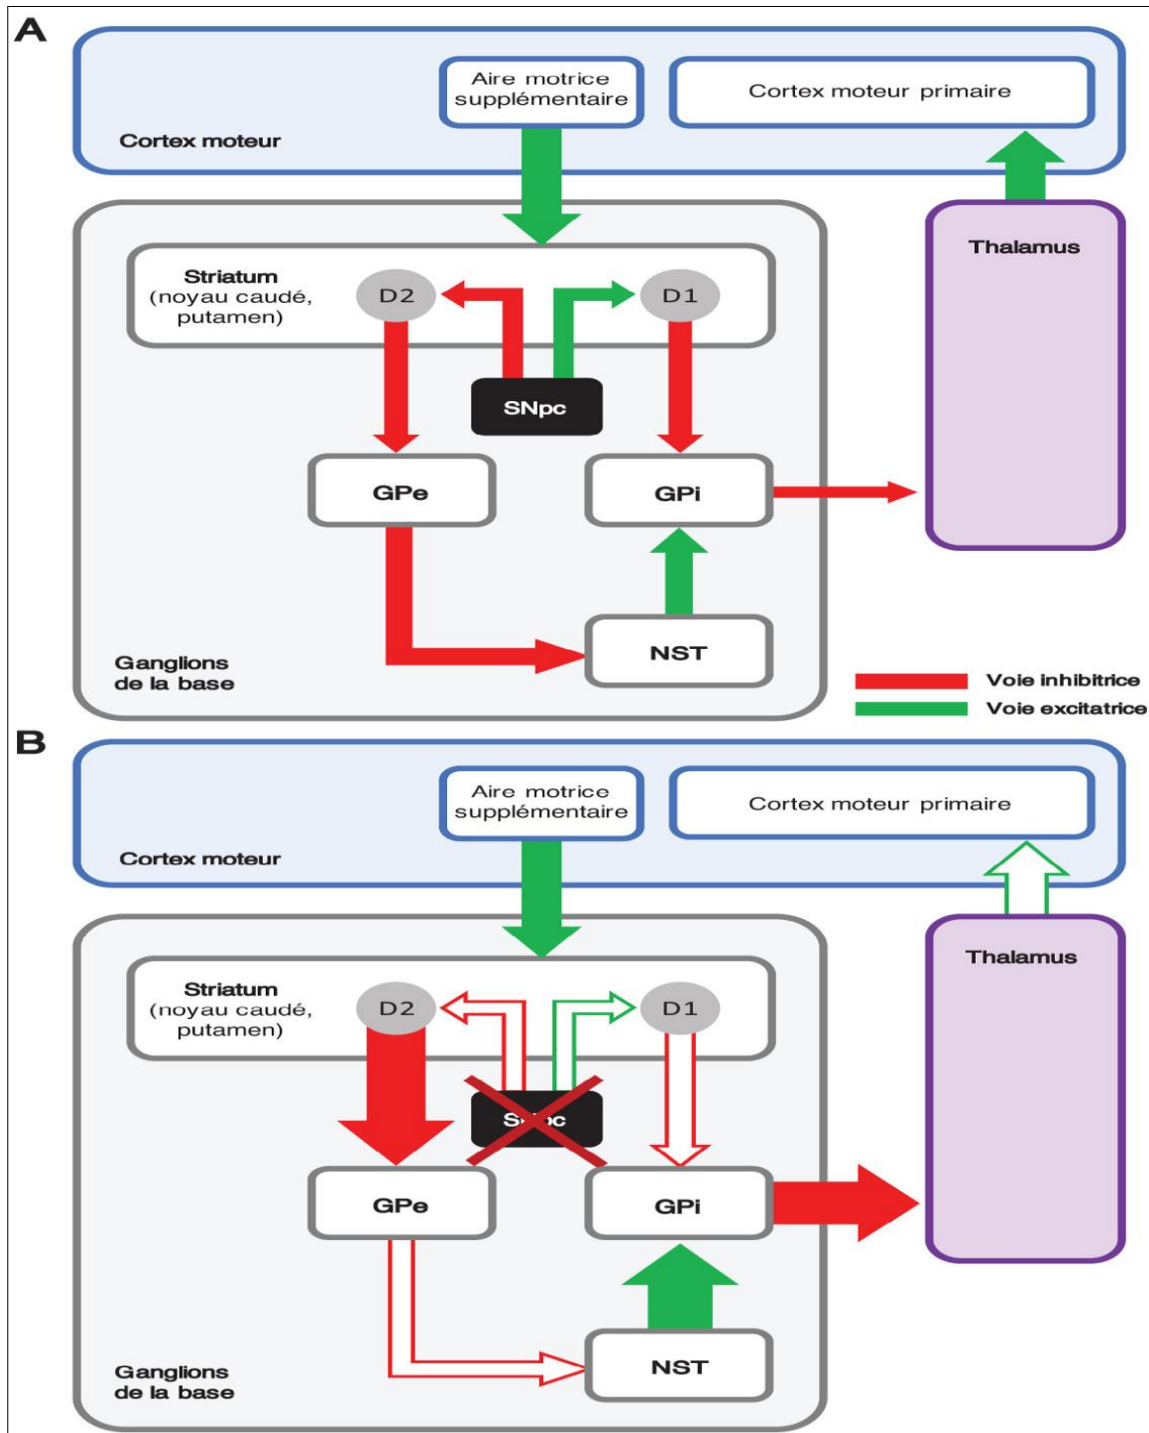 A
Aire motrice
supplémentaire
Cortex moteur primaire
Cortex moteur
Striatum
(noyau caudé,
putamen)
D2
D1
Thalamus
SNpc
GPe
GPi
NST
Ganglions
de la base
Voie inhibitrice
Voie excitatrice
B
Aire motrice
supplémentaire
Cortex moteur primaire
Cortex moteur
Striatum
(noyau caudé,
putamen)
D2
D1
Thalamus
SNpc
GPe
GPi
NST
Ganglions
de la base